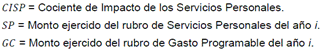 CISP = Cociente de Impacto de los Servicios Personales.
SP = Monto ejercido del rubro de Servicios Personales del año i.
GC = Monto ejercido del rubro de Gasto Programable del año i.